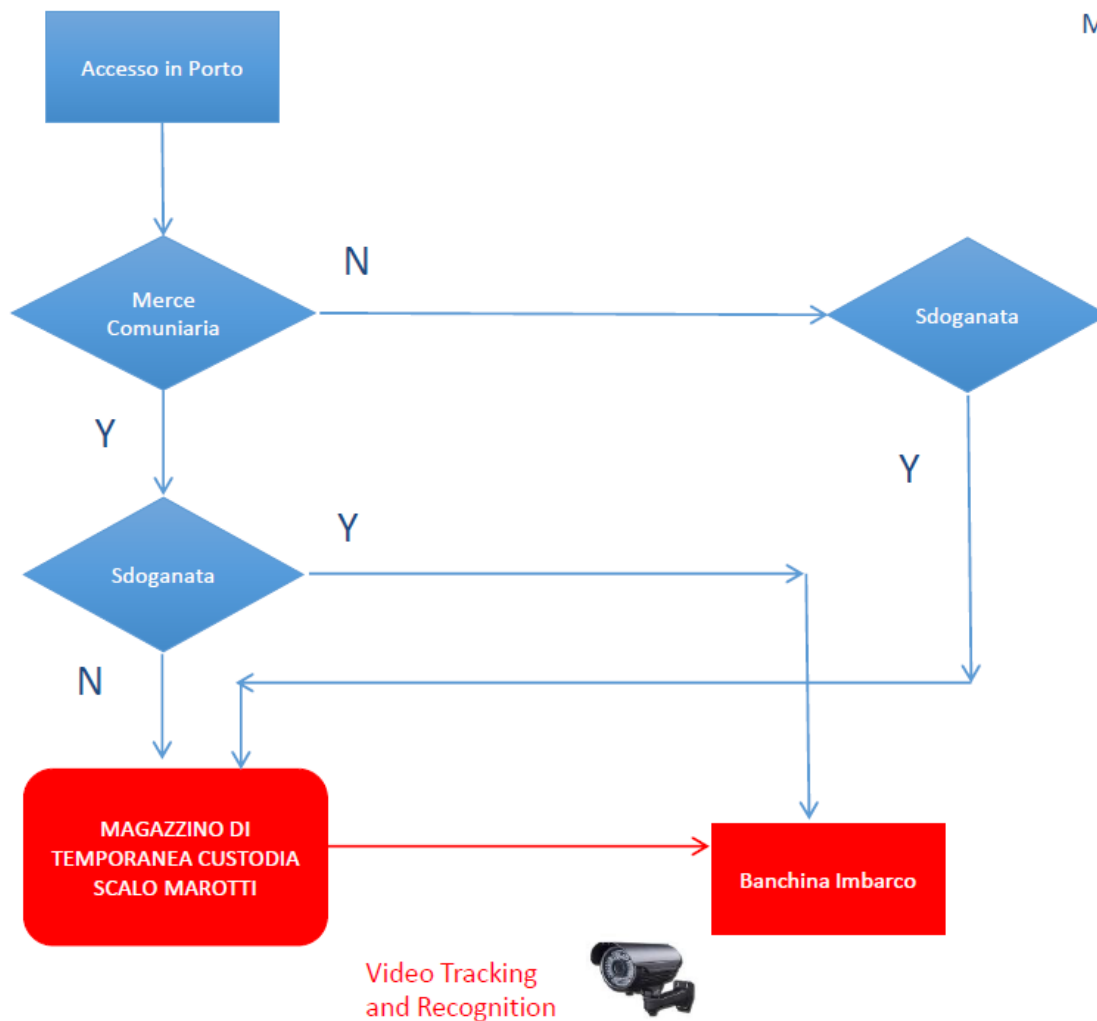 M
Accesso in Porto
N
Merce
Comuniaria
Sdoganata
Y
Y
Y
Sdoganata
N
MAGAZZINO DI
TEMPORANEA CUSTODIA
SCALO MAROTTI
Banchina Imbarco
Video Tracking
and Recognition